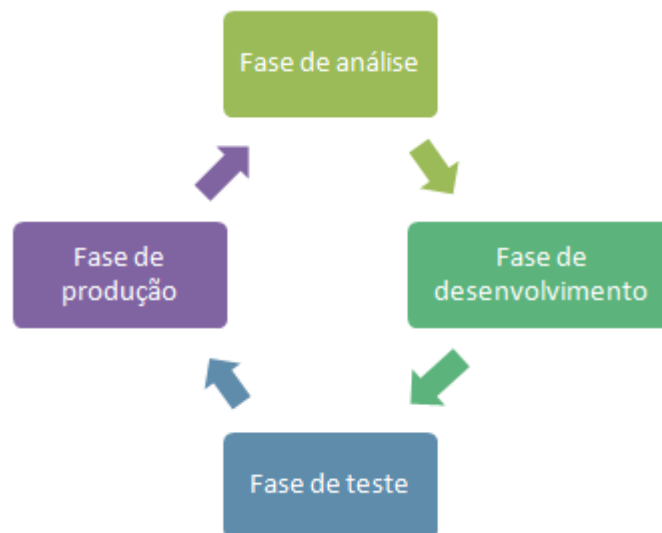 Fase de análise
Fase de
produção
Fase de
desenvolvimento
Fase de teste